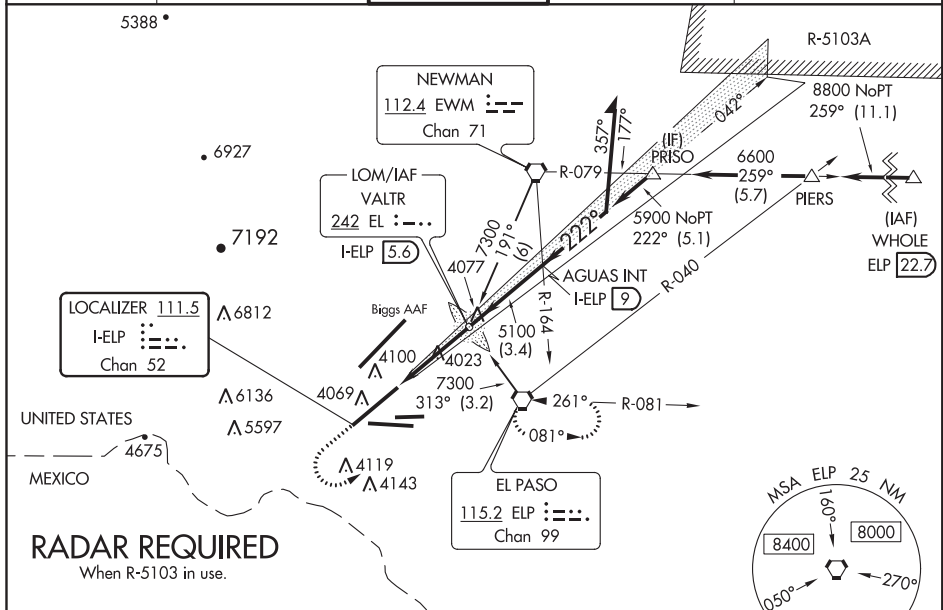 5388
R-5103A
NEWMAN
112.4 EWM
Chan 71
8800 NoPT
259° (11.1)
042°
357°
177°
(IF)
PRISO
6927
R-079
6600
259°
(5.7)
PIERS
LOM/IAF
VALTR
242 EL
I-ELP 5.6
222°
5900 NoPT
222° (5.1)
(IAF)
WHOLE
ELP 22.7
7192
7300
191°
(6)
4077
AGUAS INT
I-ELP 9
R-040
R-164
LOCALIZER 111.5
I-ELP
Chan 52
6812
Biggs AAF
5100
(3.4)
4100
4023
7300
313° (3.2)
6136
4069
261°
R-081
UNITED STATES
5597
081°
4675
MEXICO
4119
4143
EL PASO
115.2 ELP
Chan 99
RADAR REQUIRED
When R-5103 in use.
MSA ELP 25 NM
160°
8400
8000
050°
270°